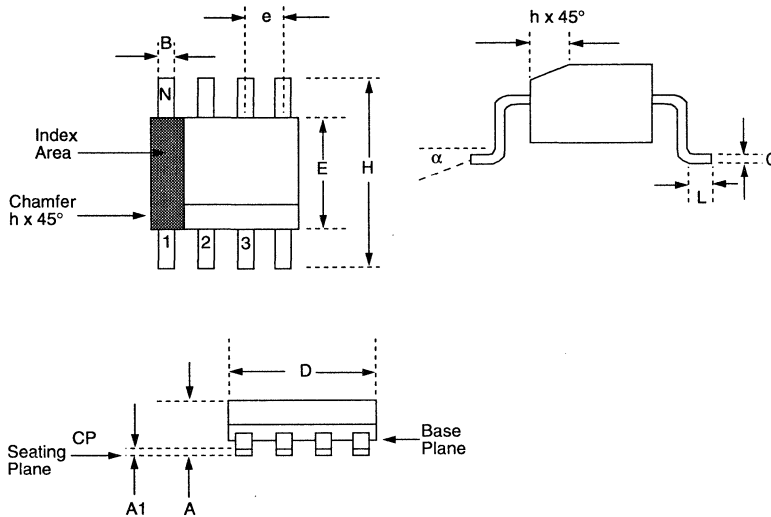 e
h x 45°
B
N
Index
Area
E
H
α
C
Chamfer
h x 45°
L
1
2
3
D
CP
Base
Plane
Seating
Plane
A1
A